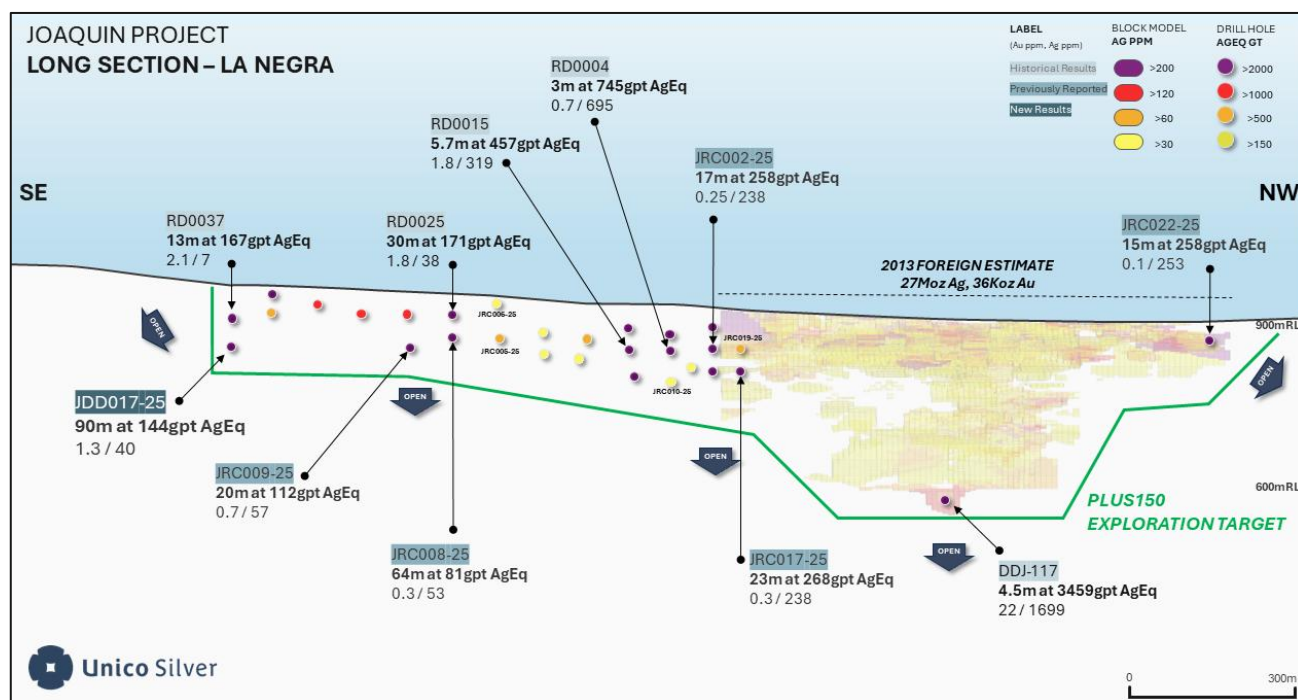 JOAQUIN PROJECT
LONG SECTION – LA NEGRA
LABEL
(Au ppm, Ag ppm)
Historical Results
Previously Reported
New Results
BLOCK MODEL
AG PPM
>200
>120
>60
>30
DRILL HOLE
AGEQ GT
>2000
>1000
>500
>150
SE
NW
RD0004
3m at 745gpt AgEq
0.7 / 695
RD0015
5.7m at 457gpt AgEq
1.8 / 319
JRC002-25
17m at 258gpt AgEq
0.25 / 238
RD0037
13m at 167gpt AgEq
2.1 / 7
RD0025
30m at 171gpt AgEq
1.8 / 38
JRC022-25
15m at 258gpt AgEq
0.1 / 253
2013 FOREIGN ESTIMATE
27Moz Ag, 36Koz Au
JRC006-25
JRC005-25
JRC019-25
JRC010-25
900mRL
600mRL
OPEN
OPEN
OPEN
OPEN
OPEN
JDD017-25
90m at 144gpt AgEq
1.3 / 40
JRC009-25
20m at 112gpt AgEq
0.7 / 57
JRC008-25
64m at 81gpt AgEq
0.3 / 53
JRC017-25
23m at 268gpt AgEq
0.3 / 238
DDJ-117
4.5m at 3459gpt AgEq
22 / 1699
PLUS150
EXPLORATION TARGET
Unico Silver
0 300m